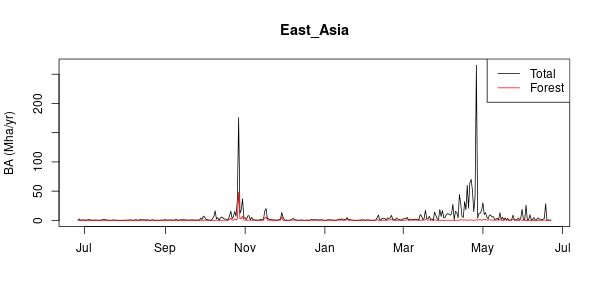 East_Asia
BA (Mha/yr)
200
100
50
0
Total
Forest
Jul Sep Nov Jan Mar May Jul